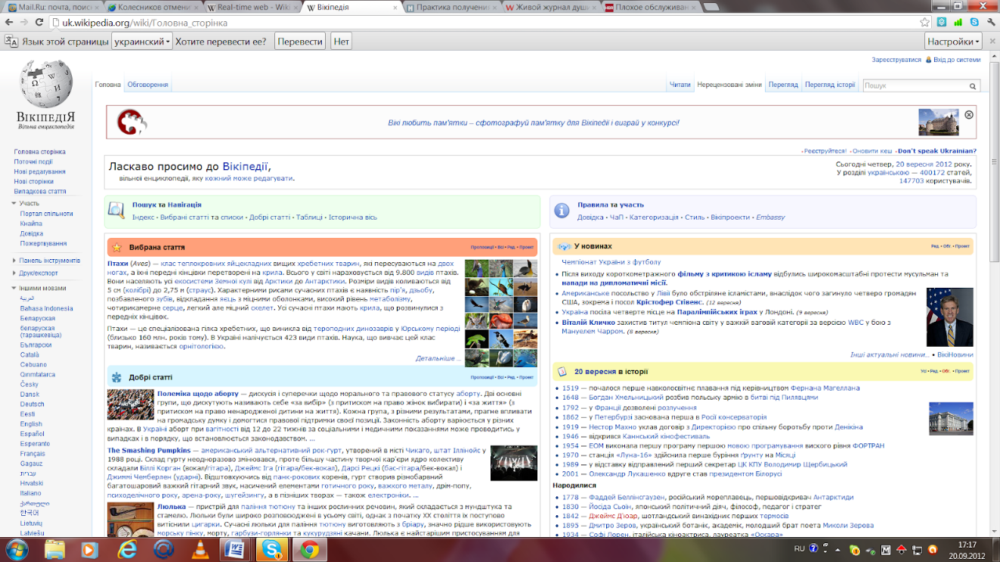 Mail.Ru: почта, поиск
Колесников отмени
Real-time web - Wiki
Вікіпедія
Практика получени
Живой журнал души
Плохое обслуживан
uk.wikipedia.org/wiki/Головна_сторінка
Язык этой страницы украинский Хотите перевести ее? Перевести Нет Настройки
Зареєструватися Вхід до системи
Головна Обговорення Читати Нерецензовані зміни Перегляд Перегляд історії Пошук
ВІКІПЕДІЯ
Вільна енциклопедія
Вікі любить пам'ятки – сфотографуй пам'ятку для Вікіпедії і виграй у конкурсі!
Головна сторінка
Поточні події
Нові редагування
Нові сторінки
Випадкова стаття
Участь
Портал спільноти
Кнайпа
Довідка
Пожертвування
Панель інструментів
Друк/експорт
Іншими мовами
العربية
Bahasa Indonesia
Беларуская
беларуская (тарашкевіца)
Български
Català
Cebuano
Qırımtatarca
Česky
Dansk
Deutsch
Eesti
English
Español
Esperanto
Français
Gagauz
עברית
Hrvatski
Italiano
ქართული
한국어
Lietuvių
Latviešu
•Реєструйтеся! •Оновити кеш •Don't speak Ukrainian?
Ласкаво просимо до Вікіпедії,
вільної енциклопедії, яку кожний може редагувати.
Сьогодні четвер, 20 вересня 2012 року.
У розділі українською — 400172 статей,
147703 користувачів.
Пошук та Навігація
Індекс • Вибрані статті та списки • Добрі статті • Таблиці • Історична вісь
Правила та участь
Довідка • ЧаП • Категоризація • Стиль • Вікіпроекти • Embassy
Вибрана стаття Пропозиції • Всі • Ред. • Проект
Птахи (Aves) — клас теплокровних яйцекладних вищих хребетних тварин, які пересуваються на двох
ногах, а їхні передні кінцівки перетворені на крила. Всього у світі нараховується від 9.800 видів птахів.
Вони населяють усі екосистеми Земної кулі від Арктики до Антарктики. Розміри видів коливаються від
5 см (колібрі) до 2,75 м (страус). Характерними рисами сучасних птахів є наявність пір'я, дзьобу,
позбавленого зубів, відкладання яєць з міцними оболонками, високий рівень метаболізму,
чотирикамерне серце, легкий але міцний скелет. Усі сучасні птахи мають крила, що розвинулися з
передніх кінцівок.
Птахи — це спеціалізована гілка хребетних, що виникла від тероподних динозаврів у Юрському періоді
(близько 160 млн. років тому). В Україні налічується 423 види птахів. Наука, що вивчає цей клас
тварин, називається орнітологією.
Детальніше ...
Добрі статті Пропозиції • Всі • Ред. • Проект
Полеміка щодо аборту — дискусія і суперечки щодо морального та правового статусу аборту. Дві основні
групи, що дискутують називають себе «за вибір» (з притиском на право жінок вибирати) і «за життя» (з
притиском на право ненародженої дитини на життя). Кожна група, з різними результатами, прагне впливати
на громадську думку і домогтися правової підтримки своєї позиції. Законність аборту варіюється у різних
країнах. В Україні аборт при вагітності від 12 до 22 тижнів за соціальними і медичними показаннями може проводитись у
випадках і в порядку, що встановлюється законодавством. ...
The Smashing Pumpkins — американський альтернативний рок-гурт, утворений в місті Чикаго, штат Іллінойс у
1988 році. Склад гурту неодноразово змінювався, проте більшу частину творчої кар'єри ядро колективу
складали Біллі Корган (вокал/гітара), Джеймс Іга (гітара/бек-вокал), Дарсі Рецкі (бас-гітара/бек-вокал) і
Джиммі Чемберлен (ударні). Відштовхуючись від панк-рокових коренів, гурт створив різнобарвний
багатошаровий важкий гітарний звук, насичений елементами готичного року, важкого металу, дрім-попу,
психоделічного року, арена-року, шугейзингу, а в пізніших творах — також електроніки. ...
Люлька — пристрій для паління тютюну та інших рослинних речовин, який складається з мундштука та
стамелю. Люльки були широко розповсюджені в усьому світі, однак з початку XX століття їх поступово
витіснили цигарки. Сучасні люльки для паління тютюну виготовляють з бріару, значно рідше використовують
морську пінку, морту, гарбузи-горлянки та кукурудзяні качани. Люлька є найстарішим пристосуванням для
У новинах Ред. • Обг. • Проект
Чемпіонат України з футболу
• Після виходу короткометражного фільму з критикою ісламу відбулись широкомасштабні протести мусульман та
напади на дипломатичні місії.
• Американське посольство у Лівії було обстріляне ісламістами, внаслідок чого загинуло четверо громадян
США, зокрема і посол Крістофер Стівенс. (12 вересня)
• Україна посіла четверте місце на Паралімпійських іграх у Лондоні. (9 вересня)
• Віталій Кличко захистив титул чемпіона світу у важкій ваговій категорії за версією WBC у бою з
Мануелем Чарром. (8 вересня)
Інші актуальні новини... • ВікіНовини
20 вересня в історії Усі • Ред. • Обг. • Проект
• 1519 — почалося перше навколосвітнє плавання під керівництвом Фернана Магеллана
• 1648 — Богдан Хмельницький розбив польську армію в битві під Пилявцями
• 1792 — у Франції дозволені розлучення
• 1862 — у Петербурзі заснована перша в Росії консерваторія
• 1919 — Нестор Махно уклав договір з Директорією про спільну боротьбу проти Денікіна
• 1946 — відкрився Каннський кінофестиваль
• 1954 — ЕОМ виконала першу програму першою мовою програмування виского рівня ФОРТРАН
• 1970 — станція «Луна-16» здійснила перше буріння ґрунту на Місяці
• 1989 — у відставку відправлений перший секретар ЦК КПУ Володимир Щербицький
• 2001 — Олександр Лукашенко вдруге став президентом Білорусі
Народилися
• 1778 — Фаддей Беллінсгаузен, російський мореплавець, першовідкривач Антарктиди
• 1830 — Йосіда Сьоін, японський політичний діяч, філософ, педагог і стратег
• 1842 — Джеймс Д'юар, шотландський винахідник перших термосів
• 1895 — Дмитро Зеров, український ботанік, академік, молодший брат поета Миколи Зерова
• 1934 — Софі Лорен, італійська кіноактриса, лауреатка «Оскара»
RU
17:17
20.09.2012